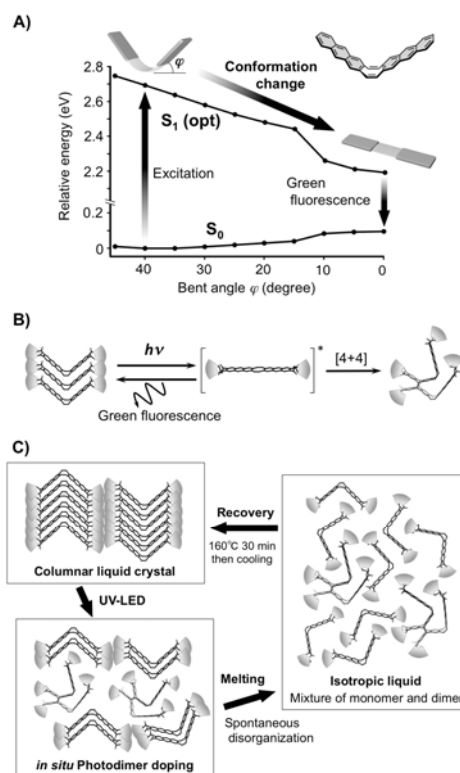 A)
φ
Conformation
change
2.8
2.6
2.4
2.2
0.2
0
Relative energy (eV)
S1 (opt)
Excitation
Green
fluorescence
S0
40
30
20
10
0
Bent angle φ (degree)
B)
hν
*
[4+4]
Green fluorescence
C)
Columnar liquid crystal
Recovery
160℃ 30 min
then cooling
UV-LED
in situ Photodimer doping
Melting
Spontaneous
disorganization
Isotropic liquid
Mixture of monomer and dimer